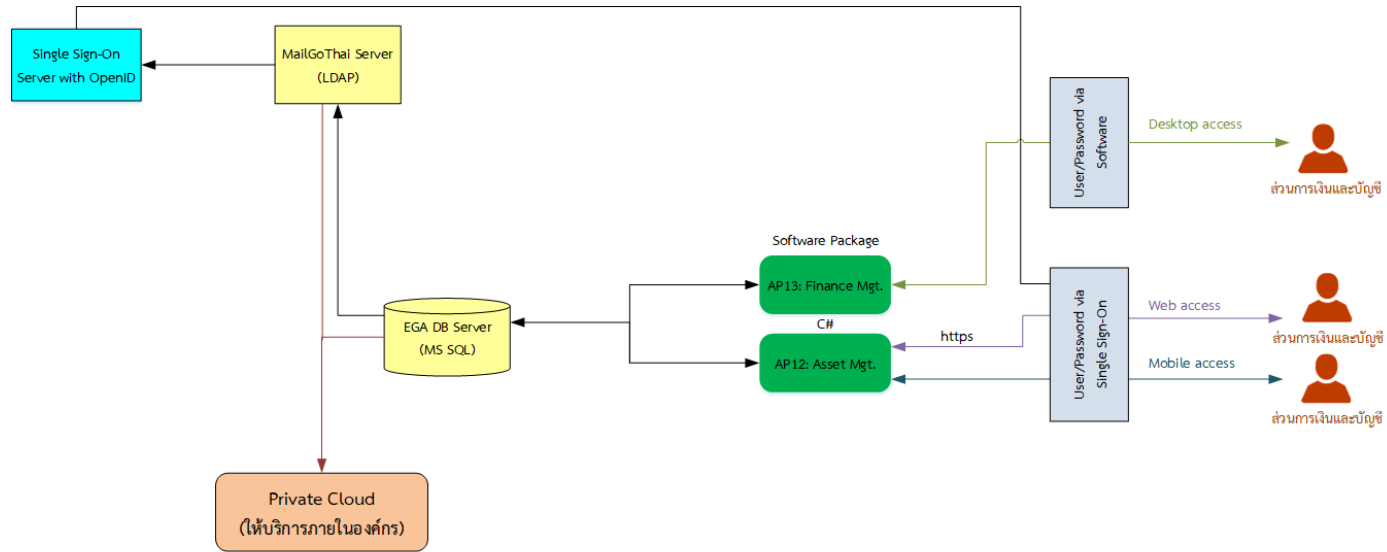 Single Sign-On
Server with OpenID
MailGoThai Server
(LDAP)
User/Password via
Software
Desktop access
ส่วนการเงินและบัญชี
Software Package
AP13: Finance Mgt.
EGA DB Server
(MS SQL)
C#
AP12: Asset Mgt.
https
User/Password via
Single Sign-On
Web access
ส่วนการเงินและบัญชี
Mobile access
ส่วนการเงินและบัญชี
Private Cloud
(ให้บริการภายในองค์กร)